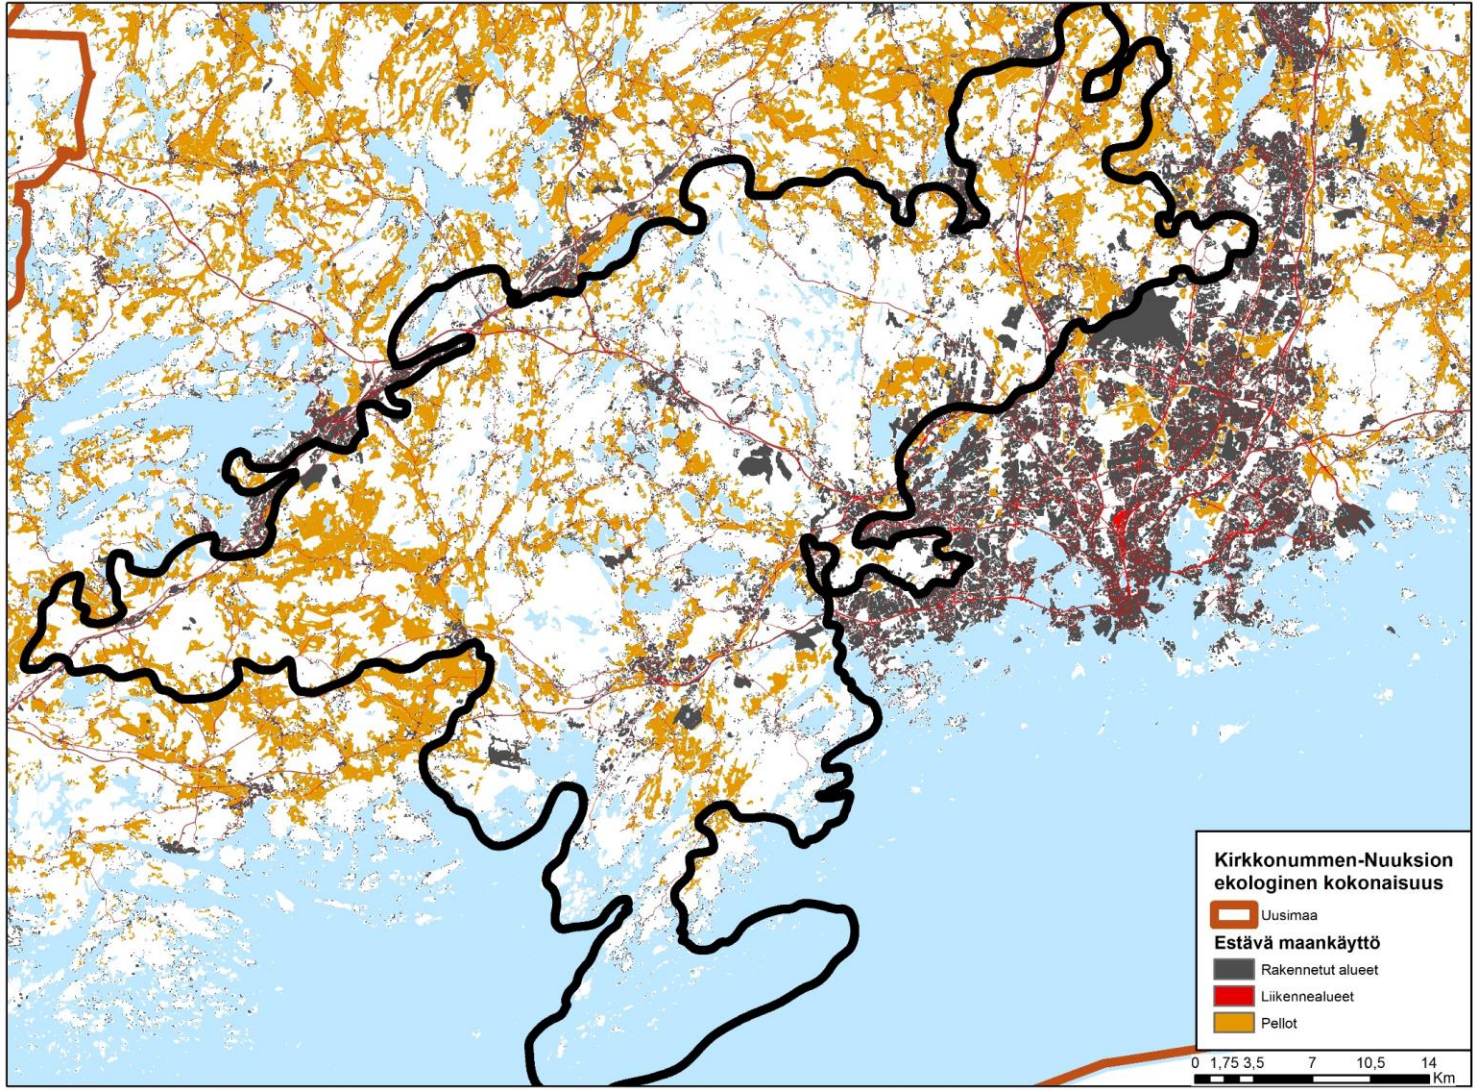 Kirkkonummen-Nuuksion
ekologinen kokonaisuus
Uusimaa
Estävä maankäyttö
Rakennetut alueet
Liikennealueet
Pellot
0 1,75 3,5 7 10,5 14
Km